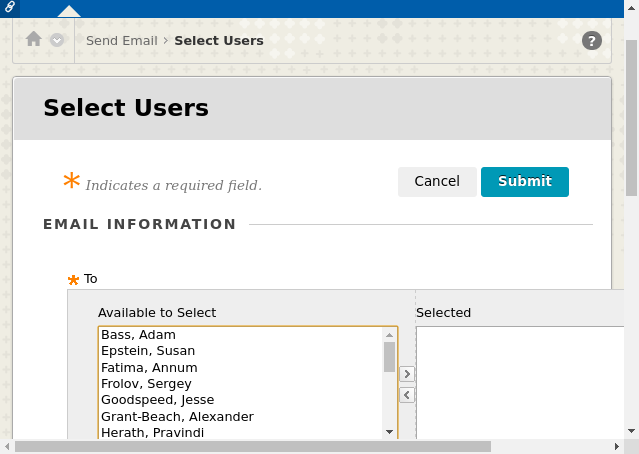 Send Email > Select Users
?
Select Users
* Indicates a required field.
Cancel
Submit
EMAIL INFORMATION
* To
Available to Select
Selected
Bass, Adam
Epstein, Susan
Fatima, Annum
Frolov, Sergey
Goodspeed, Jesse
Grant-Beach, Alexander
Herath, Pravindi